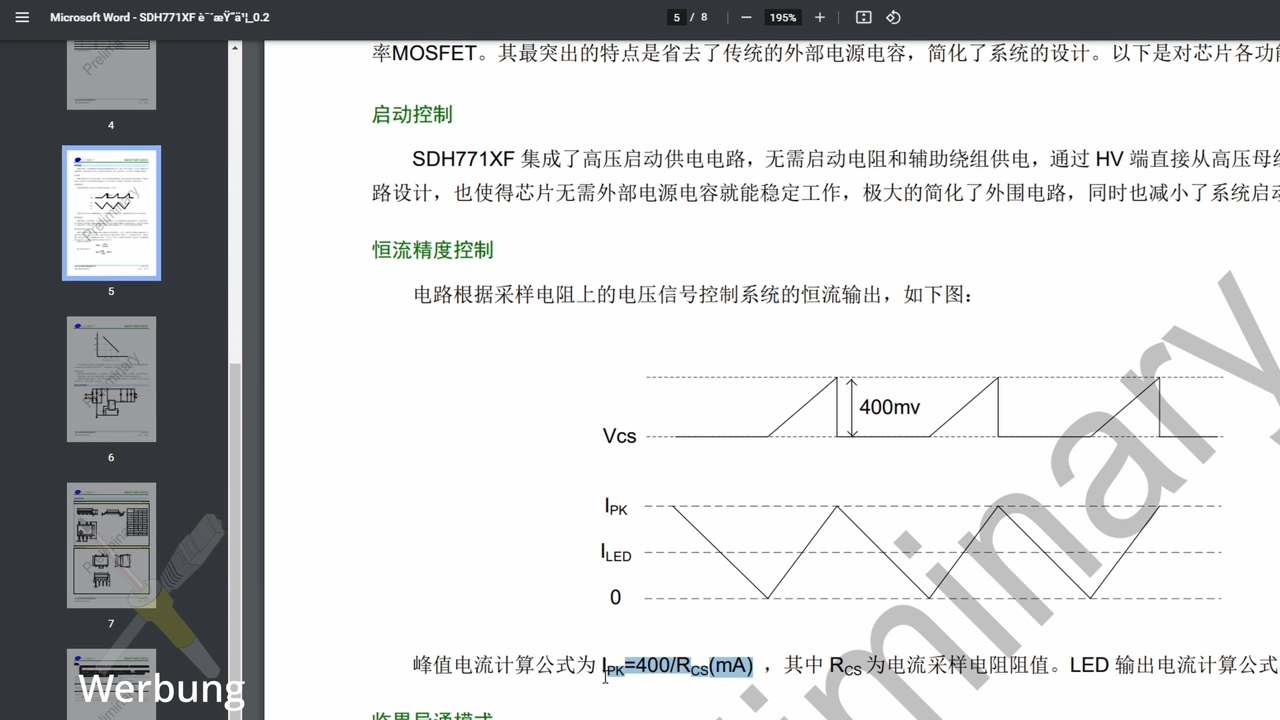 Microsoft Word - SDH771XF è¯´æŸ¥ä¹¦_0.2
5 / 8
195%
率MOSFET。其最突出的特点是省去了传统的外部电源电容，简化了系统的设计。以下是对芯片各功
启动控制
SDH771XF 集成了高压启动供电电路，无需启动电阻和辅助绕组供电，通过 HV 端直接从高压母
路设计，也使得芯片无需外部电源电容就能稳定工作，极大的简化了外围电路，同时也减小了系统启
恒流精度控制
电路根据采样电阻上的电压信号控制系统的恒流输出，如下图：
400mv
Vcs
IPK
ILED
0
峰值电流计算公式为 IPK=400/RCS(mA) ，其中 RCS 为电流采样电阻阻值。LED 输出电流计算公式
临界导通模式
Preliminary
4
5
6
7
Werbung